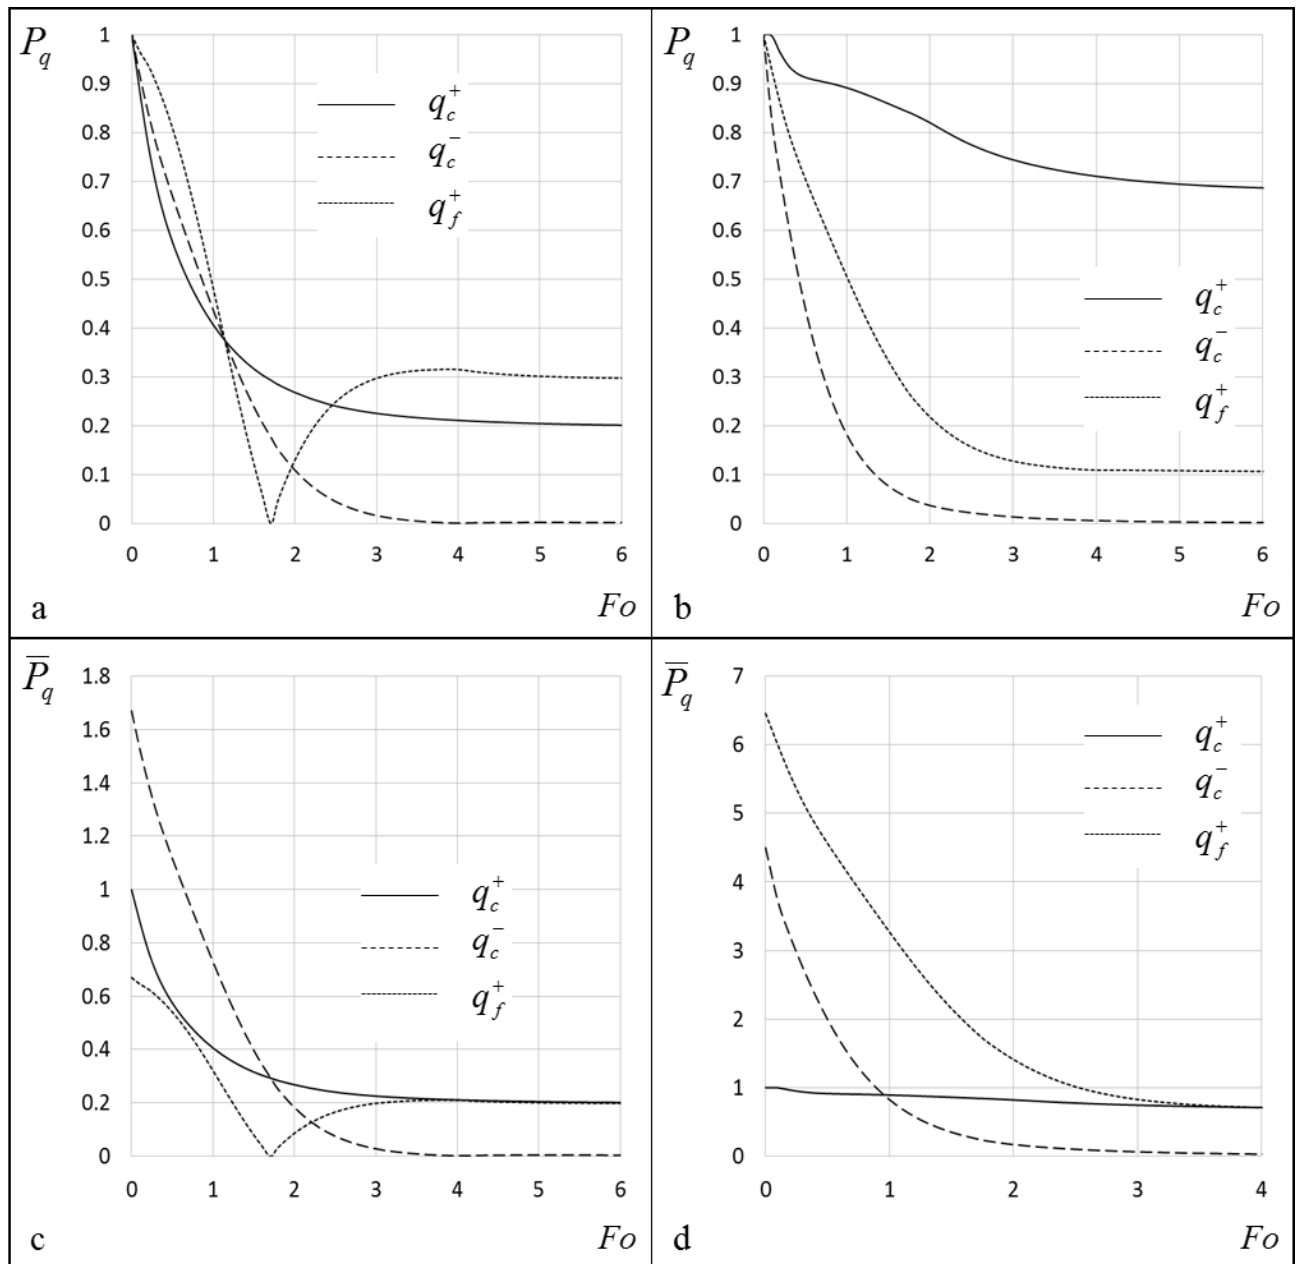 P_q
1
0.9
0.8
0.7
0.6
0.5
0.4
0.3
0.2
0.1
0
0 1 2 3 4 5 6
q_c^+
q_c^-
q_f^+
Fo
a
P_q
1
0.9
0.8
0.7
0.6
0.5
0.4
0.3
0.2
0.1
0
0 1 2 3 4 5 6
q_c^+
q_c^-
q_f^+
Fo
b
P̅_q
1.8
1.6
1.4
1.2
1
0.8
0.6
0.4
0.2
0
0 1 2 3 4 5 6
q_c^+
q_c^-
q_f^+
Fo
c
P̅_q
7
6
5
4
3
2
1
0
0 1 2 3 4
q_c^+
q_c^-
q_f^+
Fo
d